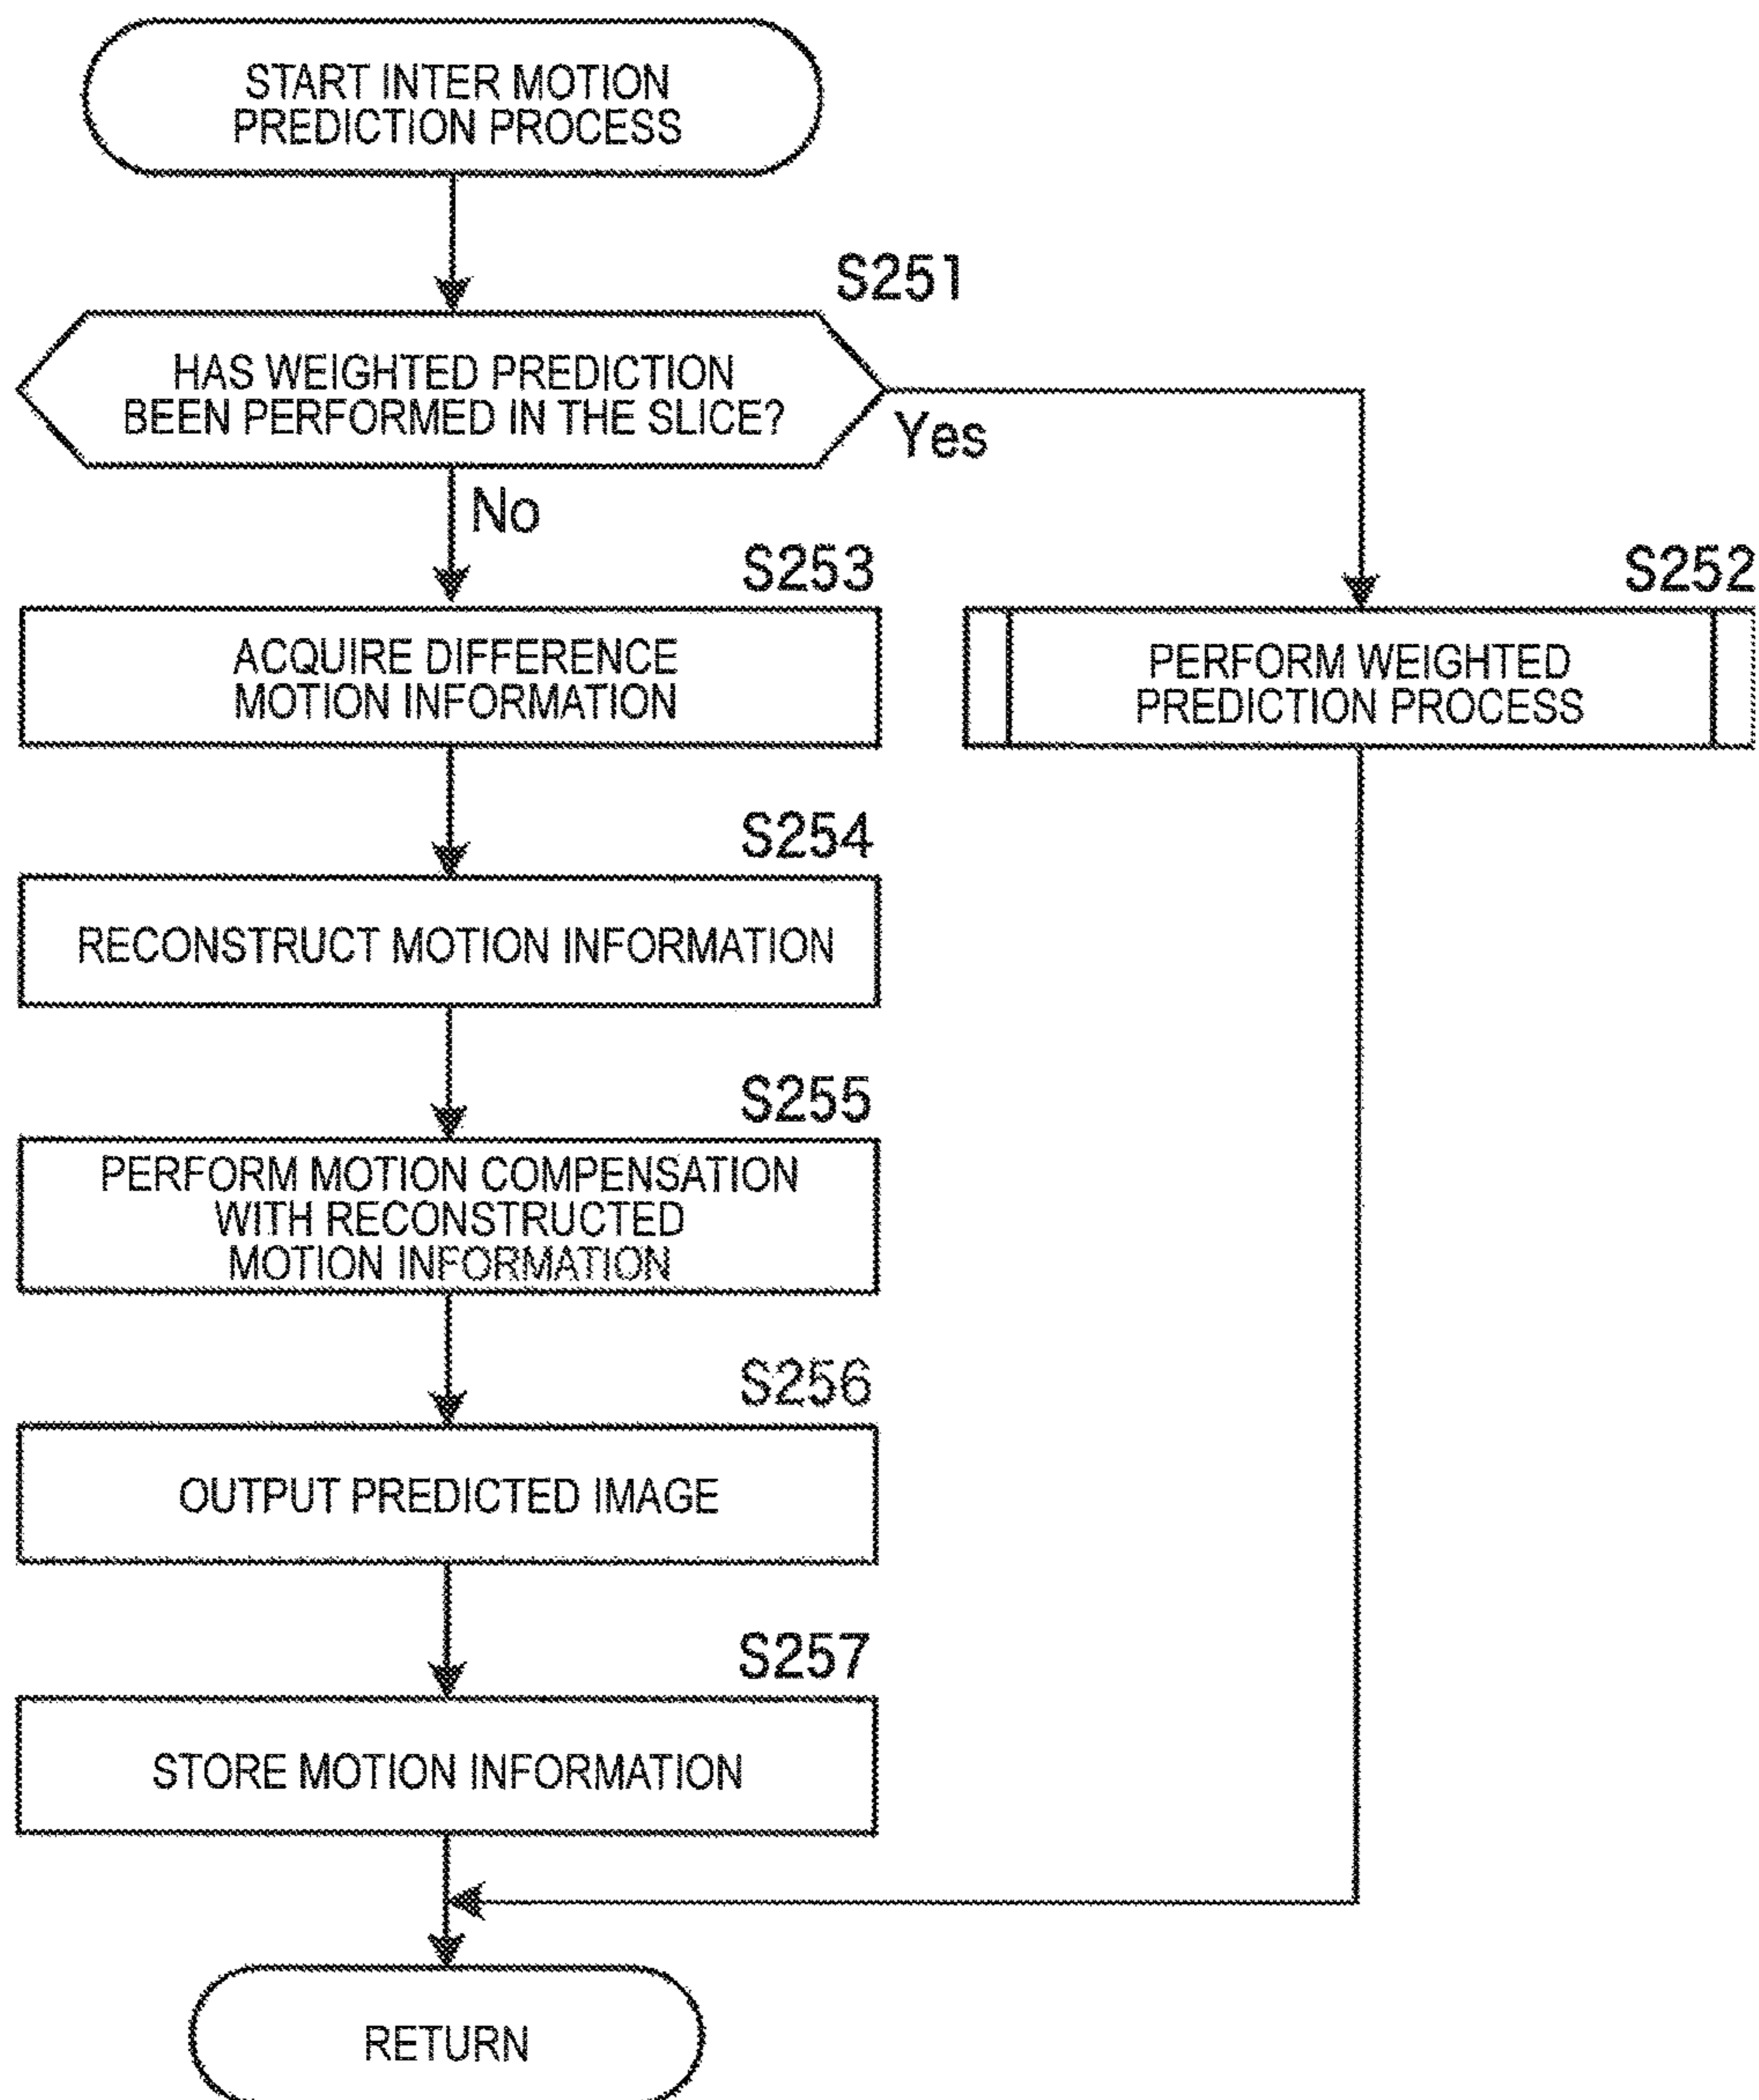 START INTER MOTION
PREDICTION PROCESS
S251
HAS WEIGHTED PREDICTION
BEEN PERFORMED IN THE SLICE?
Yes
No
S253
ACQUIRE DIFFERENCE
MOTION INFORMATION
S252
PERFORM WEIGHTED
PREDICTION PROCESS
S254
RECONSTRUCT MOTION INFORMATION
S255
PERFORM MOTION COMPENSATION
WITH RECONSTRUCTED
MOTION INFORMATION
S256
OUTPUT PREDICTED IMAGE
S257
STORE MOTION INFORMATION
RETURN